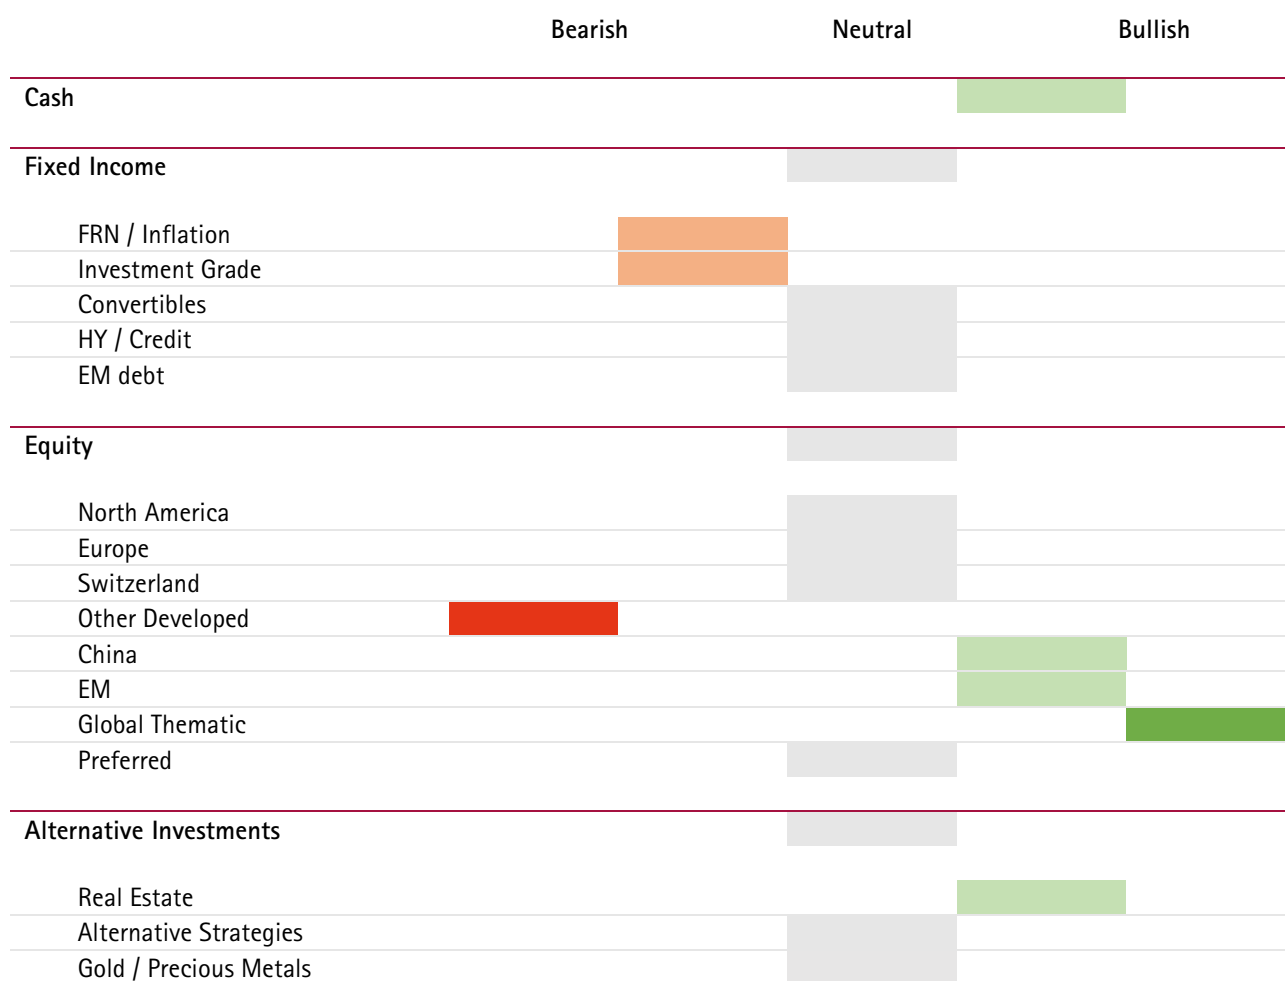 Bearish Neutral Bullish
Cash
Fixed Income
FRN / Inflation
Investment Grade
Convertibles
HY / Credit
EM debt
Equity
North America
Europe
Switzerland
Other Developed
China
EM
Global Thematic
Preferred
Alternative Investments
Real Estate
Alternative Strategies
Gold / Precious Metals